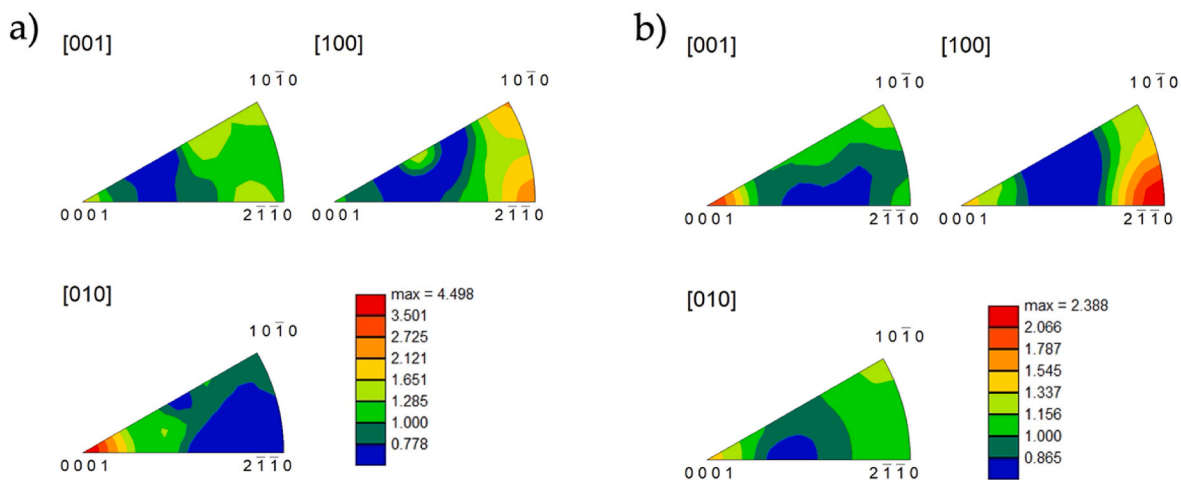 a)
[001]
[100]
1 0 1̅ 0
1 0 1̅ 0
0 0 0 1
2 1̅ 1̅ 0
0 0 0 1
2 1̅ 1̅ 0
[010]
1 0 1̅ 0
0 0 0 1
2 1̅ 1̅ 0
max = 4.498
3.501
2.725
2.121
1.651
1.285
1.000
0.778
b)
[001]
[100]
1 0 1̅ 0
1 0 1̅ 0
0 0 0 1
2 1̅ 1̅ 0
0 0 0 1
2 1̅ 1̅ 0
[010]
1 0 1̅ 0
0 0 0 1
2 1̅ 1̅ 0
max = 2.388
2.066
1.787
1.545
1.337
1.156
1.000
0.865